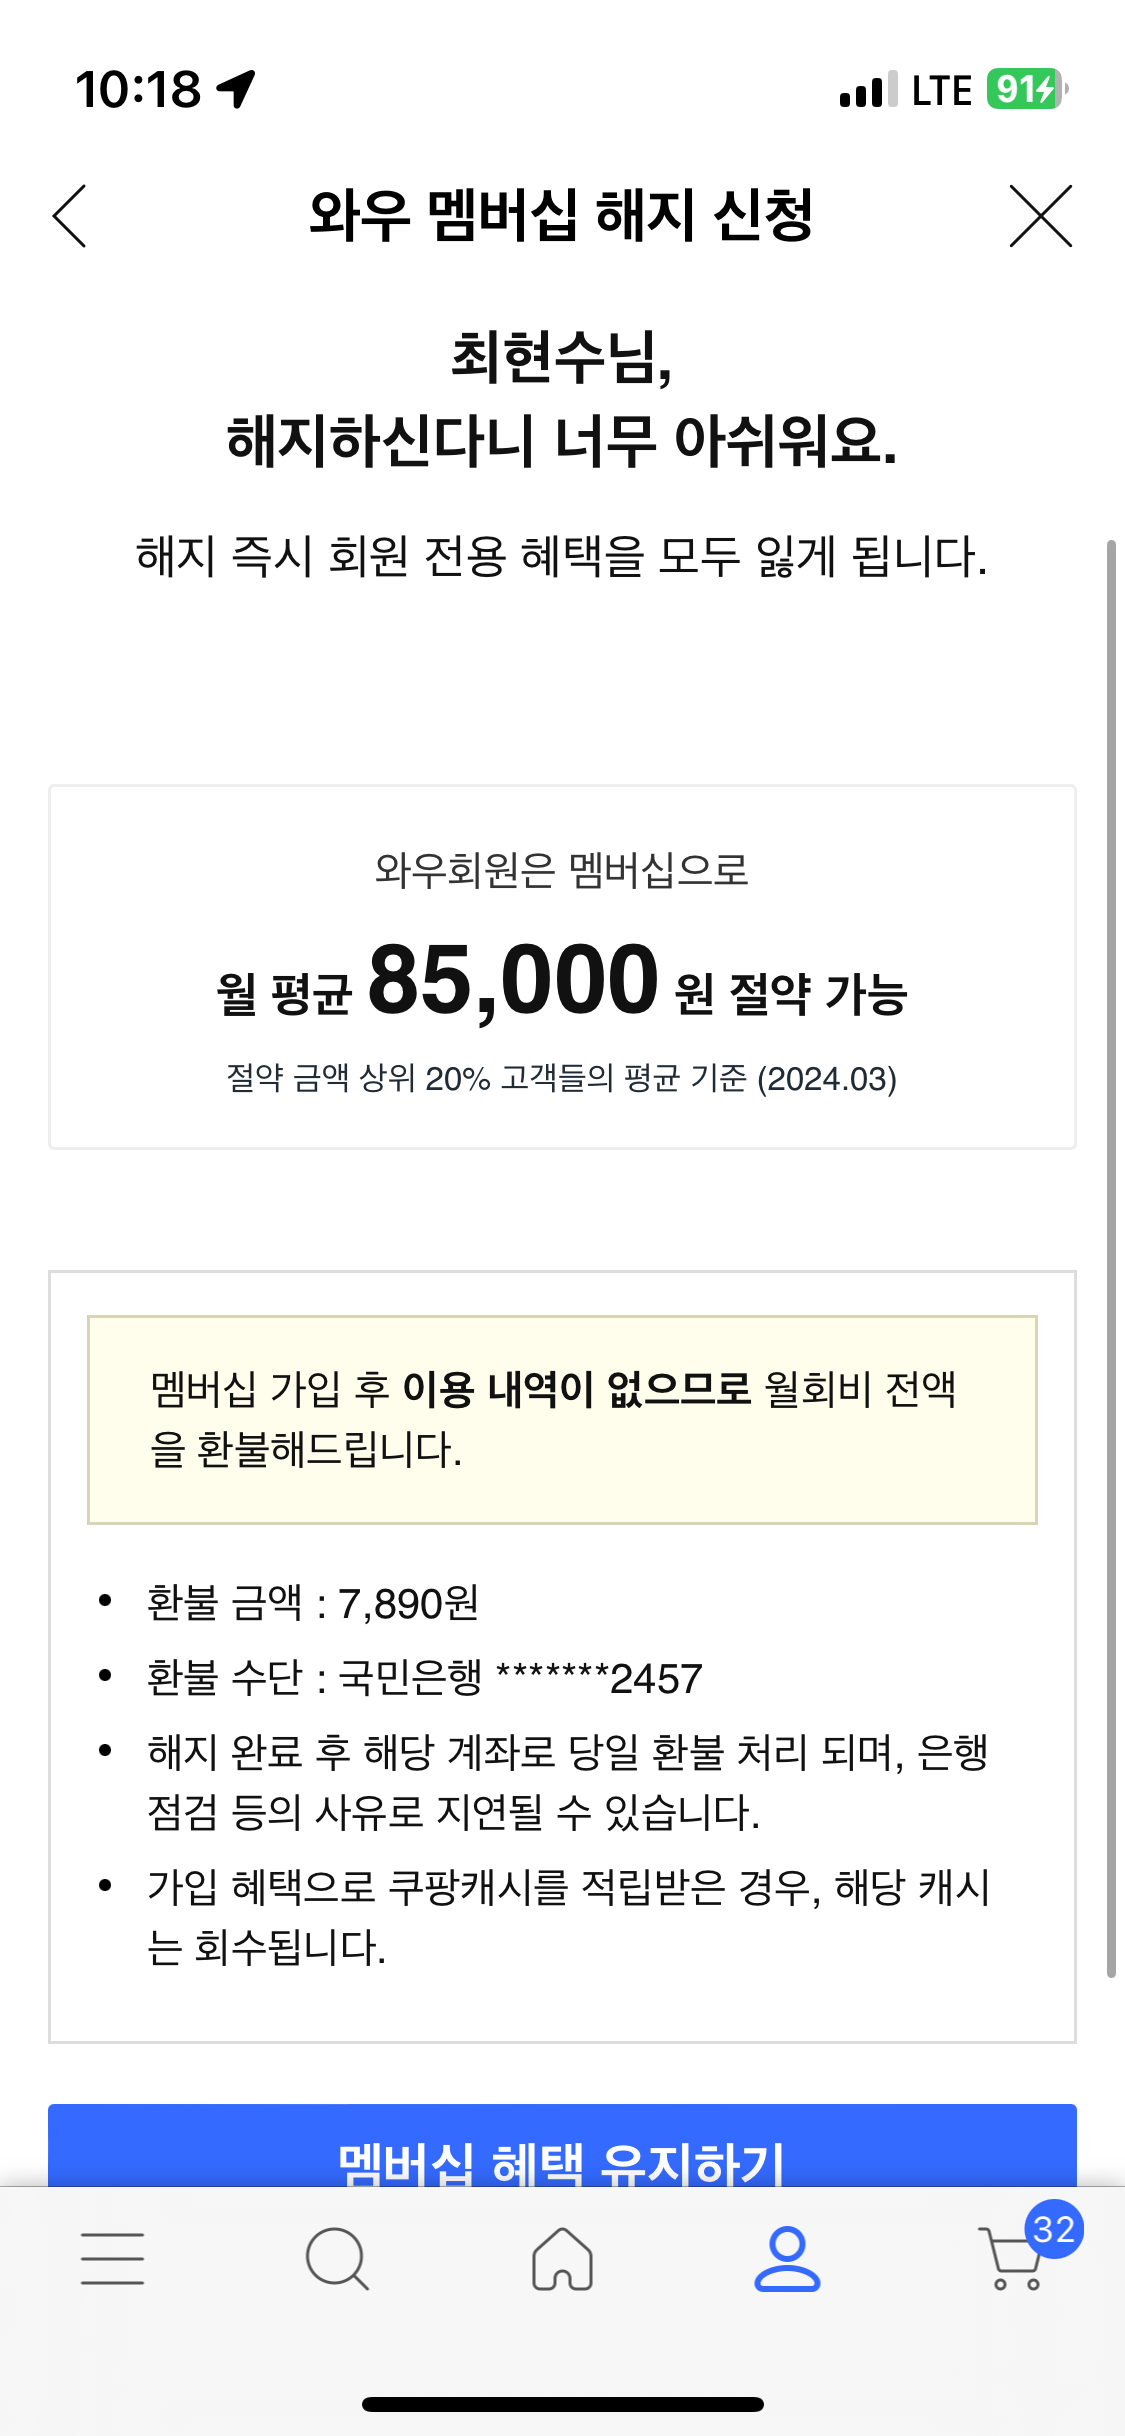 10:18
LTE 91
와우 멤버십 해지 신청
최현수님,
해지하신다니 너무 아쉬워요.
해지 즉시 회원 전용 혜택을 모두 잃게 됩니다.
와우회원은 멤버십으로
월 평균 85,000 원 절약 가능
절약 금액 상위 20% 고객들의 평균 기준 (2024.03)
멤버십 가입 후 이용 내역이 없으므로 월회비 전액
을 환불해드립니다.
• 환불 금액 : 7,890원
• 환불 수단 : 국민은행 *******2457
• 해지 완료 후 해당 계좌로 당일 환불 처리 되며, 은행
점검 등의 사유로 지연될 수 있습니다.
• 가입 혜택으로 쿠팡캐시를 적립받은 경우, 해당 캐시
는 회수됩니다.
멤버십 혜택 유지하기
32